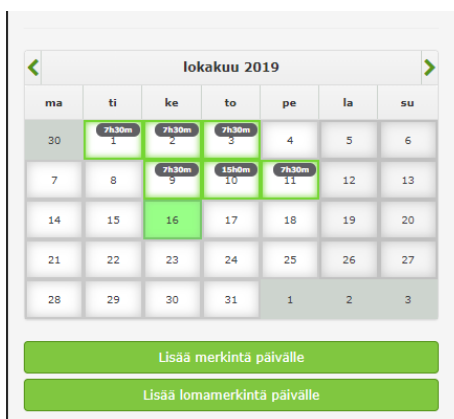 lokakuu 2019
ma ti ke to pe la su
7h30m 7h30m 7h30m
30 1 2 3 4 5 6
7h30m 15h0m 7h30m
7 8 9 10 11 12 13
14 15 16 17 18 19 20
21 22 23 24 25 26 27
28 29 30 31 1 2 3
Lisää merkintä päivälle
Lisää lomamerkintä päivälle